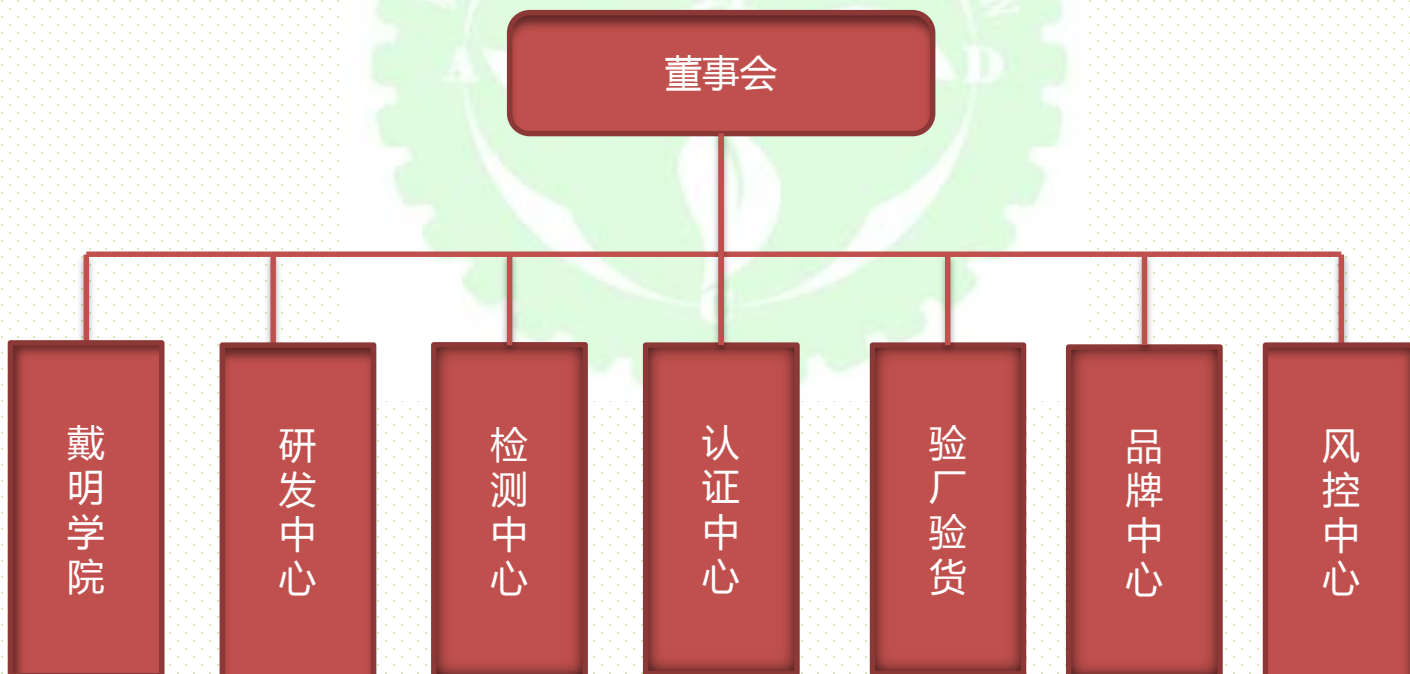 董事会
戴明学院
研发中心
检测中心
认证中心
验厂验货
品牌中心
风控中心